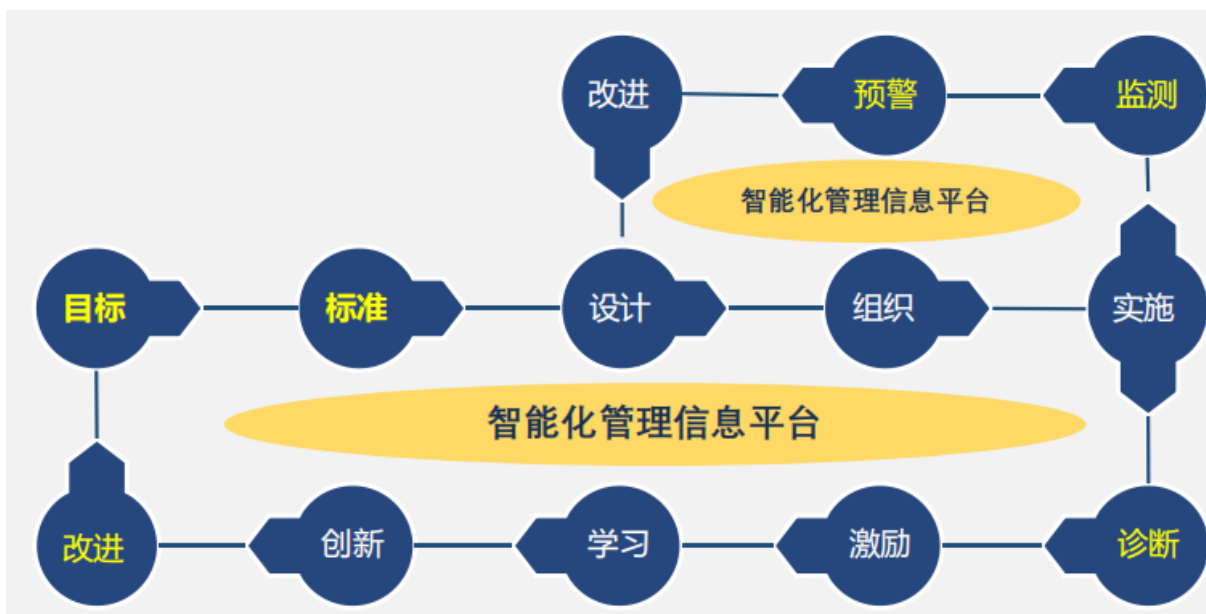 改进
预警
监测
智能化管理信息平台
目标
标准
设计
组织
实施
智能化管理信息平台
改进
创新
学习
激励
诊断